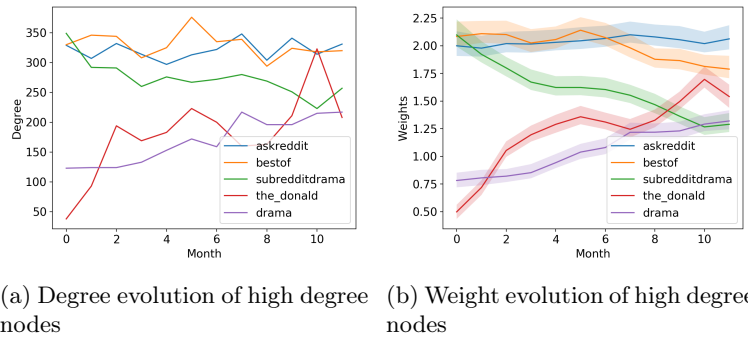 350
300
250
200
150
100
50
Degree
0 2 4 6 8 10
Month
askreddit
bestof
subredditdrama
the_donald
drama
2.25
2.00
1.75
1.50
1.25
1.00
0.75
0.50
Weights
0 2 4 6 8 10
Month
askreddit
bestof
subredditdrama
the_donald
drama
(a) Degree evolution of high degree
nodes
(b) Weight evolution of high degre
nodes